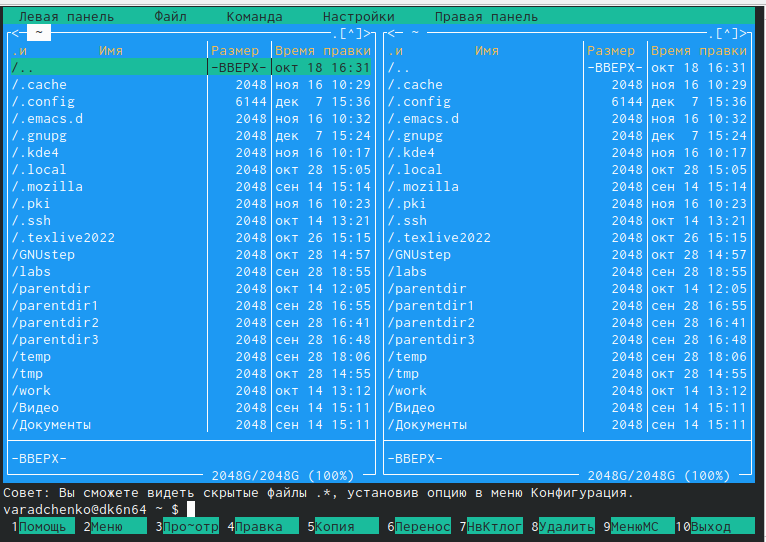 Левая панель Файл Команда Настройки Правая панель
<─ ~ .[^]> <─ ~ .[^]>
.и Имя Размер Время правки .и Имя Размер Время правки
/.. -ВВЕРХ- окт 18 16:31 /.. -ВВЕРХ- окт 18 16:31
/.cache 2048 ноя 16 10:29 /.cache 2048 ноя 16 10:29
/.config 6144 дек 7 15:36 /.config 6144 дек 7 15:36
/.emacs.d 2048 ноя 16 10:32 /.emacs.d 2048 ноя 16 10:32
/.gnupg 2048 дек 7 15:24 /.gnupg 2048 дек 7 15:24
/.kde4 2048 ноя 16 10:17 /.kde4 2048 ноя 16 10:17
/.local 2048 окт 28 15:05 /.local 2048 окт 28 15:05
/.mozilla 2048 сен 14 15:14 /.mozilla 2048 сен 14 15:14
/.pki 2048 ноя 16 10:23 /.pki 2048 ноя 16 10:23
/.ssh 2048 окт 14 13:21 /.ssh 2048 окт 14 13:21
/.texlive2022 2048 окт 26 15:15 /.texlive2022 2048 окт 26 15:15
/GNUstep 2048 окт 28 14:57 /GNUstep 2048 окт 28 14:57
/labs 2048 сен 28 18:55 /labs 2048 сен 28 18:55
/parentdir 2048 окт 14 12:05 /parentdir 2048 окт 14 12:05
/parentdir1 2048 сен 28 16:55 /parentdir1 2048 сен 28 16:55
/parentdir2 2048 сен 28 16:41 /parentdir2 2048 сен 28 16:41
/parentdir3 2048 сен 28 16:48 /parentdir3 2048 сен 28 16:48
/temp 2048 сен 28 18:06 /temp 2048 сен 28 18:06
/tmp 2048 окт 28 14:55 /tmp 2048 окт 28 14:55
/work 2048 окт 14 13:12 /work 2048 окт 14 13:12
/Видео 2048 сен 14 15:11 /Видео 2048 сен 14 15:11
/Документы 2048 сен 14 15:11 /Документы 2048 сен 14 15:11
-ВВЕРХ- -ВВЕРХ-
2048G/2048G (100%) 2048G/2048G (100%)
Совет: Вы сможете видеть скрытые файлы .*, установив опцию в меню Конфигурация.
varadchenko@dk6n64 ~ $
1Помощь 2Меню 3Про~отр 4Правка 5Копия 6Перенос 7НвКтлог 8Удалить 9МенюMC 10Выход